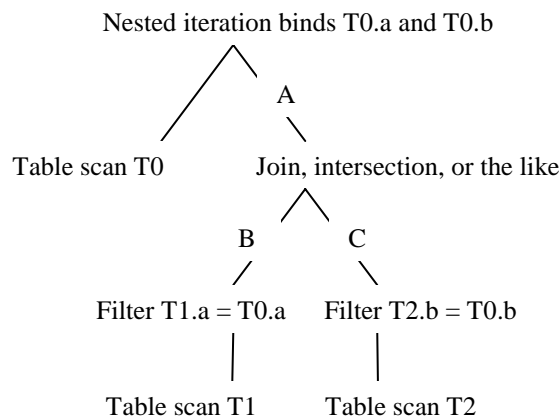 Nested iteration binds T0.a and T0.b
A
Table scan T0
Join, intersection, or the like
B
C
Filter T1.a = T0.a
Filter T2.b = T0.b
Table scan T1
Table scan T2